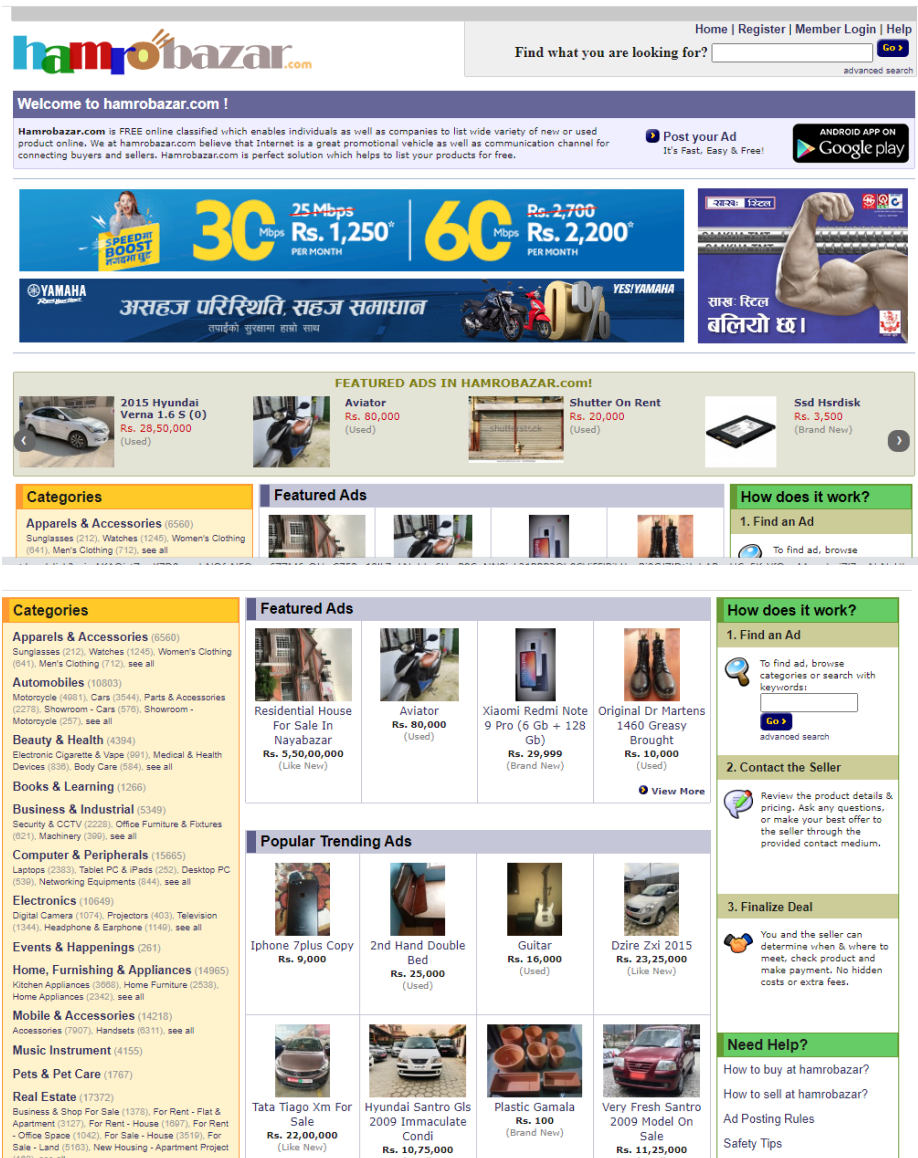 Home | Register | Member Login | Help
hamrobazar.com
Find what you are looking for? Go
advanced search
Welcome to hamrobazar.com !
Hamrobazar.com is FREE online classified which enables individuals as well as companies to list wide variety of new or used
product online. We at hamrobazar.com believe that Internet is a great promotional vehicle as well as communication channel for
connecting buyers and sellers. Hamrobazar.com is perfect solution which helps to list your products for free.
Post your Ad
It's Fast, Easy & Free!
ANDROID APP ON
Google play
SPEEDमा
BOOST
30 Mbps
25 Mbps
Rs. 1,250*
PER MONTH
60 Mbps
Rs. 2,700
Rs. 2,200*
PER MONTH
साखः स्टिल
साखः स्टिल
बलियो छ।
YAMAHA
असहज परिस्थिति, सहज समाधान
तपाईको सुरक्षामा हाम्रो साथ
0%
YES!YAMAHA
FEATURED ADS IN HAMROBAZAR.com!
2015 Hyundai
Verna 1.6 S (0)
Rs. 28,50,000
(Used)
Aviator
Rs. 80,000
(Used)
shutterstock
Shutter On Rent
Rs. 20,000
(Used)
Ssd Hsrdisk
Rs. 3,500
(Brand New)
Categories
Apparels & Accessories (6560)
Sunglasses (212), Watches (1245), Women's Clothing
(641), Men's Clothing (712), see all
Featured Ads
How does it work?
1. Find an Ad
To find ad, browse
Categories
Apparels & Accessories (6560)
Sunglasses (212), Watches (1245), Women's Clothing
(641), Men's Clothing (712), see all
Automobiles (10803)
Motorcycle (4981), Cars (3544), Parts & Accessories
(2278), Showroom - Cars (576), Showroom -
Motorcycle (257), see all
Beauty & Health (4394)
Electronic Cigarette & Vape (991), Medical & Health
Devices (836), Body Care (584), see all
Books & Learning (1266)
Business & Industrial (5349)
Security & CCTV (2228), Office Furniture & Fixtures
(621), Machinery (399), see all
Computer & Peripherals (15665)
Laptops (2383), Tablet PC & iPads (252), Desktop PC
(539), Networking Equipments (844), see all
Electronics (10649)
Digital Camera (1074), Projectors (403), Television
(1344), Headphone & Earphone (1149), see all
Events & Happenings (261)
Home, Furnishing & Appliances (14965)
Kitchen Appliances (3668), Home Furniture (2538),
Home Appliances (2342), see all
Mobile & Accessories (14218)
Accessories (7907), Handsets (6311), see all
Music Instrument (4155)
Pets & Pet Care (1767)
Real Estate (17372)
Business & Shop For Sale (1378), For Rent - Flat &
Apartment (3127), For Rent - House (1697), For Rent
- Office Space (1042), For Sale - House (3519), For
Sale - Land (5163), New Housing - Apartment Project
Featured Ads
Residential House
For Sale In
Nayabazar
Rs. 5,50,00,000
(Like New)
Aviator
Rs. 80,000
(Used)
Xiaomi Redmi Note
9 Pro (6 Gb + 128
Gb)
Rs. 29,999
(Brand New)
Original Dr Martens
1460 Greasy
Brought
Rs. 10,000
(Used)
View More
Popular Trending Ads
Iphone 7plus Copy
Rs. 9,000
2nd Hand Double
Bed
Rs. 25,000
(Used)
Guitar
Rs. 16,000
(Used)
Dzire Zxi 2015
Rs. 23,25,000
(Like New)
Tata Tiago Xm For
Sale
Rs. 22,00,000
(Like New)
Hyundai Santro Gls
2009 Immaculate
Condi
Rs. 10,75,000
Plastic Gamala
Rs. 100
(Brand New)
Very Fresh Santro
2009 Model On
Sale
Rs. 11,25,000
How does it work?
1. Find an Ad
To find ad, browse
categories or search with
keywords:
Go
advanced search
2. Contact the Seller
Review the product details &
pricing. Ask any questions,
or make your best offer to
the seller through the
provided contact medium.
3. Finalize Deal
You and the seller can
determine when & where to
meet, check product and
make payment. No hidden
costs or extra fees.
Need Help?
How to buy at hamrobazar?
How to sell at hamrobazar?
Ad Posting Rules
Safety Tips